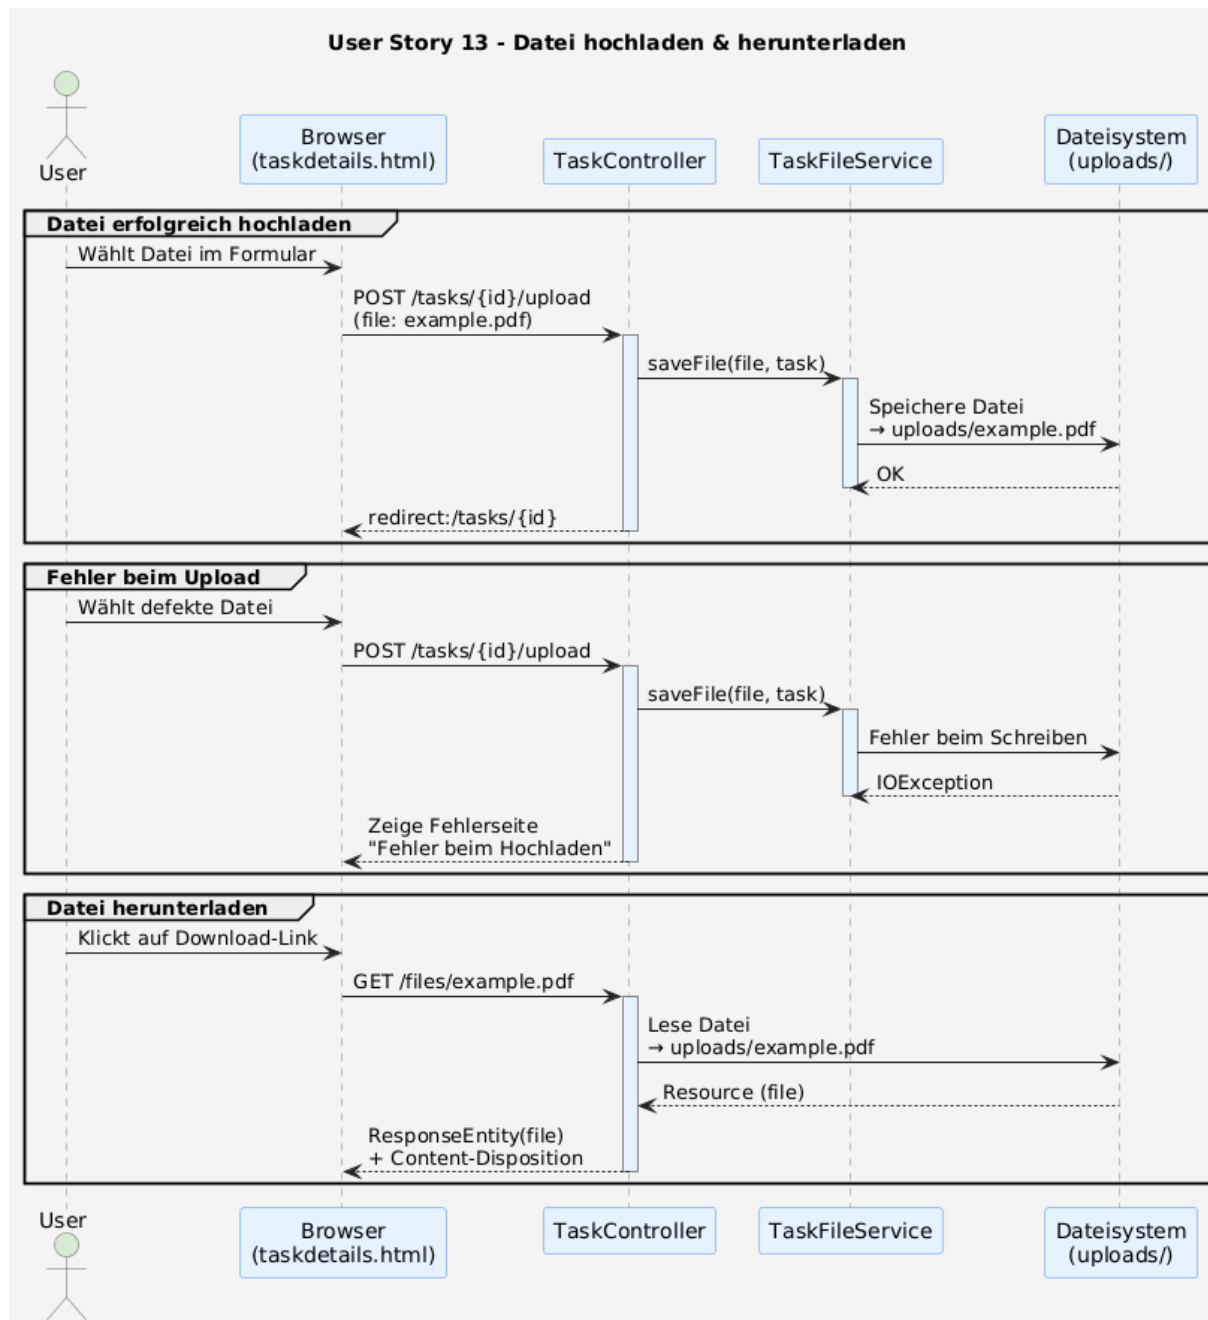 User Story 13 - Datei hochladen & herunterladen
User
Browser
(taskdetails.html)
TaskController
TaskFileService
Dateisystem
(uploads/)
Datei erfolgreich hochladen
Wählt Datei im Formular
POST /tasks/{id}/upload
(file: example.pdf)
saveFile(file, task)
Speichere Datei
→ uploads/example.pdf
OK
redirect:/tasks/{id}
Fehler beim Upload
Wählt defekte Datei
POST /tasks/{id}/upload
saveFile(file, task)
Fehler beim Schreiben
IOException
Zeige Fehlerseite
"Fehler beim Hochladen"
Datei herunterladen
Klickt auf Download-Link
GET /files/example.pdf
Lese Datei
→ uploads/example.pdf
Resource (file)
ResponseEntity(file)
+ Content-Disposition
User
Browser
(taskdetails.html)
TaskController
TaskFileService
Dateisystem
(uploads/)